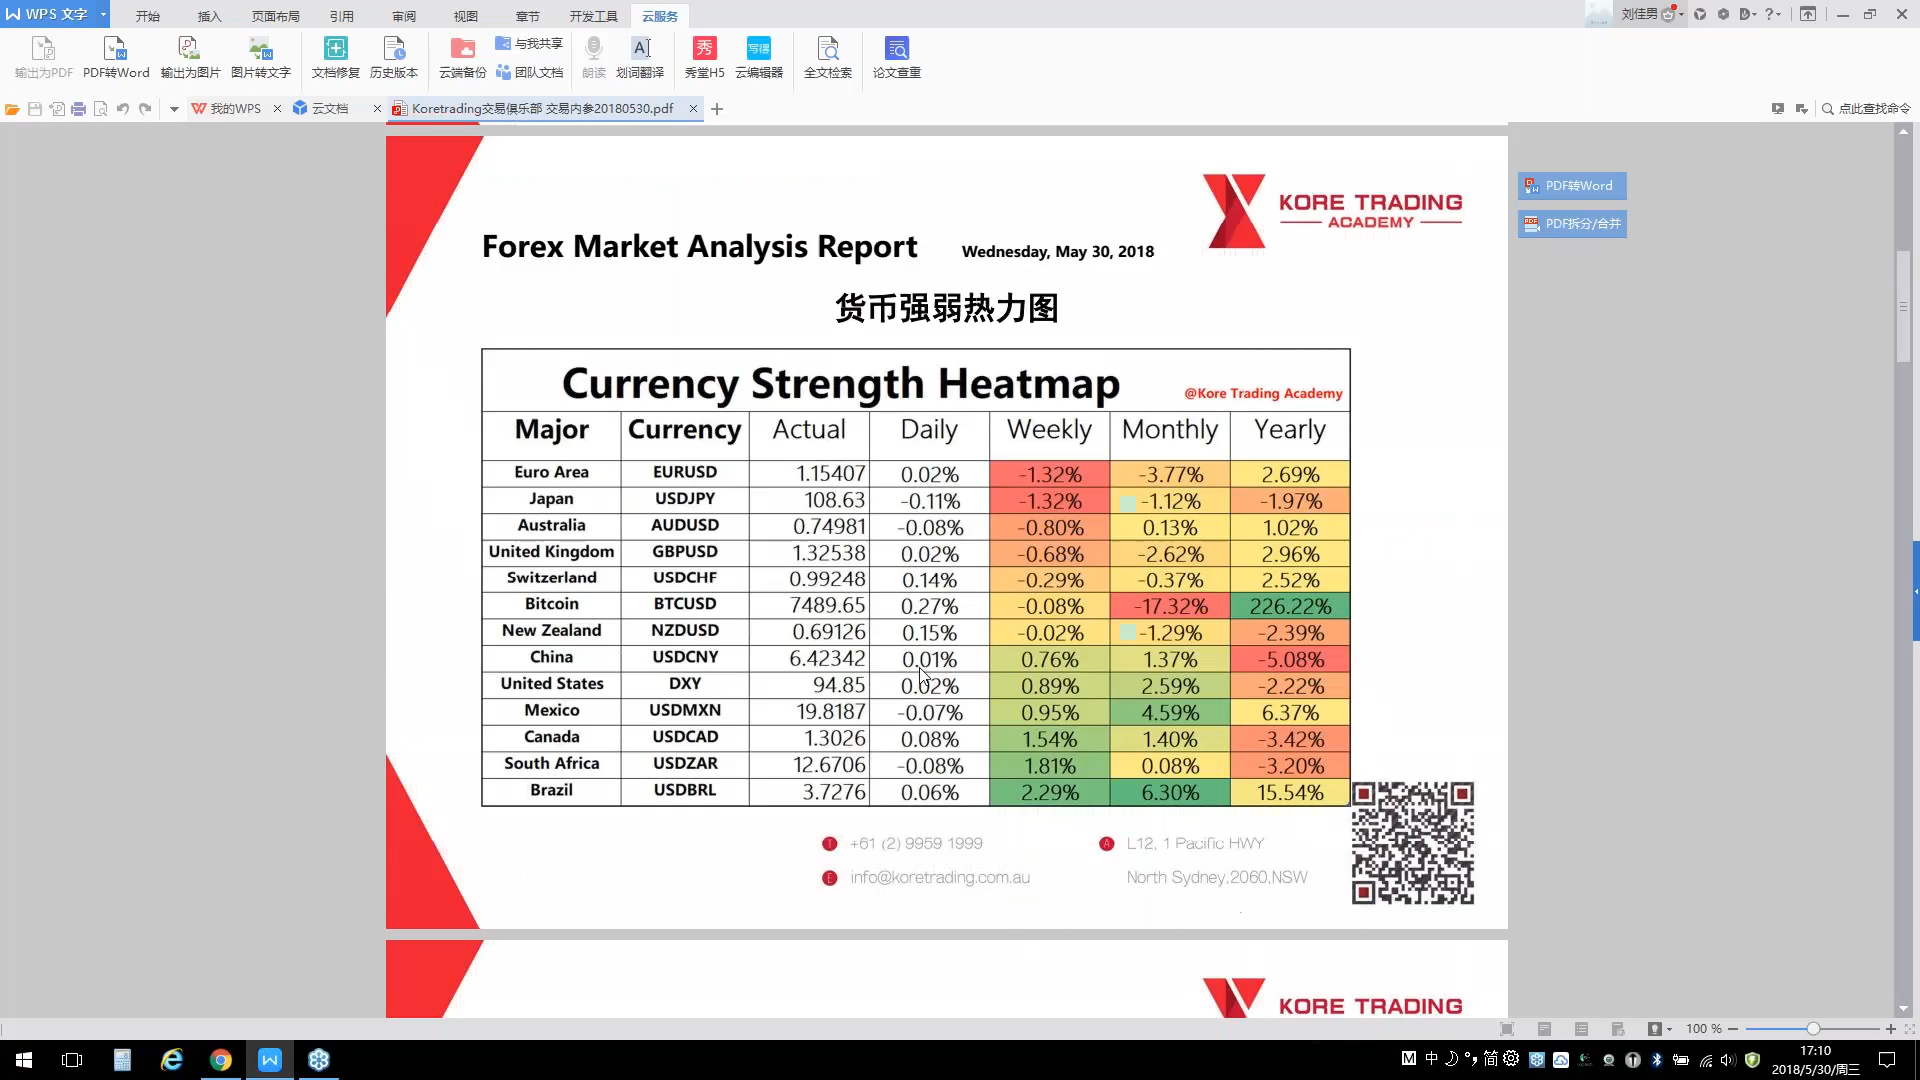 WPS 文字 开始 插入 页面布局 引用 审阅 视图 章节 开发工具 云服务 刘佳男
输出为PDF PDF转Word 输出为图片 图片转文字 文档修复 历史版本 云端备份 与我共享 团队文档 朗读 划词翻译 秀堂H5 云编辑器 全文检索 论文查重
我的WPS 云文档 Koretrading交易俱乐部 交易内参20180530.pdf 点此查找命令
PDF转Word
PDF拆分/合并
KORE TRADING
ACADEMY
Forex Market Analysis Report Wednesday, May 30, 2018
货币强弱热力图
Currency Strength Heatmap @Kore Trading Academy
Major Currency Actual Daily Weekly Monthly Yearly
Euro Area EURUSD 1.15407 0.02% -1.32% -3.77% 2.69%
Japan USDJPY 108.63 -0.11% -1.32% -1.12% -1.97%
Australia AUDUSD 0.74981 -0.08% -0.80% 0.13% 1.02%
United Kingdom GBPUSD 1.32538 0.02% -0.68% -2.62% 2.96%
Switzerland USDCHF 0.99248 0.14% -0.29% -0.37% 2.52%
Bitcoin BTCUSD 7489.65 0.27% -0.08% -17.32% 226.22%
New Zealand NZDUSD 0.69126 0.15% -0.02% -1.29% -2.39%
China USDCNY 6.42342 0.01% 0.76% 1.37% -5.08%
United States DXY 94.85 0.02% 0.89% 2.59% -2.22%
Mexico USDMXN 19.8187 -0.07% 0.95% 4.59% 6.37%
Canada USDCAD 1.3026 0.08% 1.54% 1.40% -3.42%
South Africa USDZAR 12.6706 -0.08% 1.81% 0.08% -3.20%
Brazil USDBRL 3.7276 0.06% 2.29% 6.30% 15.54%
T +61 (2) 9959 1999 A L12, 1 Pacific HWY
E info@koretrading.com.au North Sydney,2060,NSW
KORE TRADING
100 %
M 中 简 17:10
2018/5/30/周三